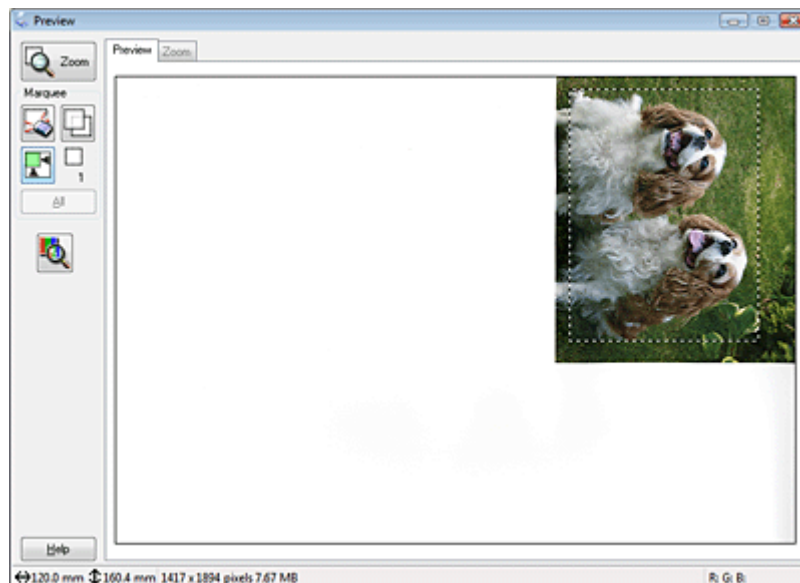 Preview
Preview Zoom
Zoom
Marquee
1
All
Help
120.0 mm 160.4 mm 1417 x 1894 pixels 7.67 MB R: G: B: